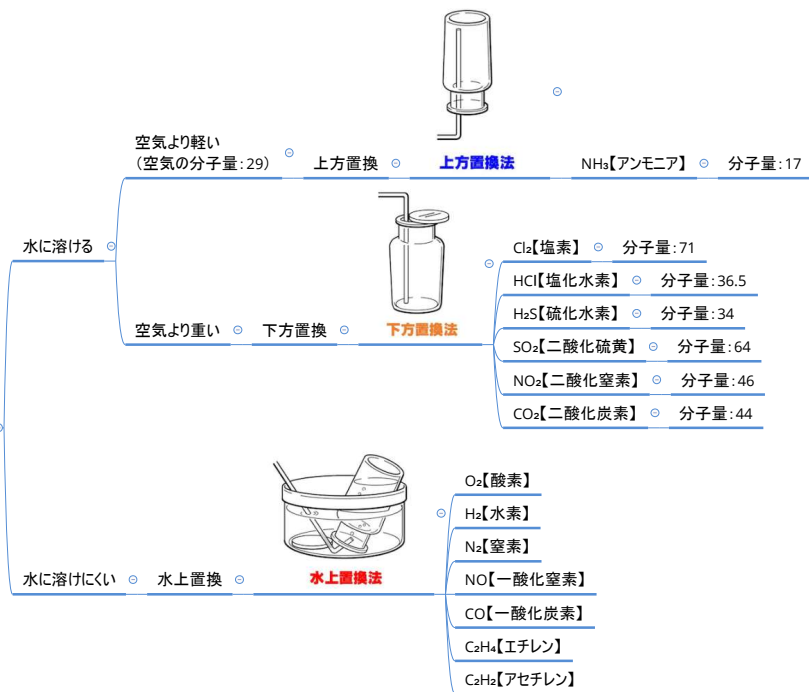 空気より軽い
（空気の分子量：29）
上方置換
上方置換法
NH₃【アンモニア】
分子量：17
水に溶ける
空気より重い
下方置換
下方置換法
Cl₂【塩素】
分子量：71
HCl【塩化水素】
分子量：36.5
H₂S【硫化水素】
分子量：34
SO₂【二酸化硫黄】
分子量：64
NO₂【二酸化窒素】
分子量：46
CO₂【二酸化炭素】
分子量：44
水に溶けにくい
水上置換
水上置換法
O₂【酸素】
H₂【水素】
N₂【窒素】
NO【一酸化窒素】
CO【一酸化炭素】
C₂H₄【エチレン】
C₂H₂【アセチレン】